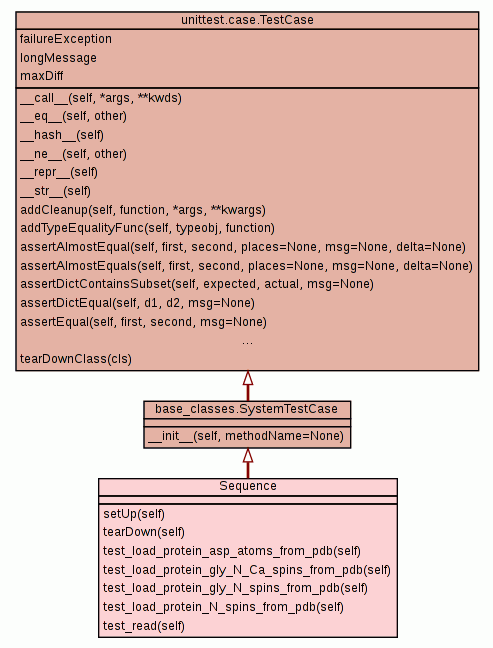 unittest.case.TestCase
failureException
longMessage
maxDiff
__call__(self, *args, **kwds)
__eq__(self, other)
__hash__(self)
__ne__(self, other)
__repr__(self)
__str__(self)
addCleanup(self, function, *args, **kwargs)
addTypeEqualityFunc(self, typeobj, function)
assertAlmostEqual(self, first, second, places=None, msg=None, delta=None)
assertAlmostEquals(self, first, second, places=None, msg=None, delta=None)
assertDictContainsSubset(self, expected, actual, msg=None)
assertDictEqual(self, d1, d2, msg=None)
assertEqual(self, first, second, msg=None)
...
tearDownClass(cls)
base_classes.SystemTestCase
__init__(self, methodName=None)
Sequence
setUp(self)
tearDown(self)
test_load_protein_asp_atoms_from_pdb(self)
test_load_protein_gly_N_Ca_spins_from_pdb(self)
test_load_protein_gly_N_spins_from_pdb(self)
test_load_protein_N_spins_from_pdb(self)
test_read(self)